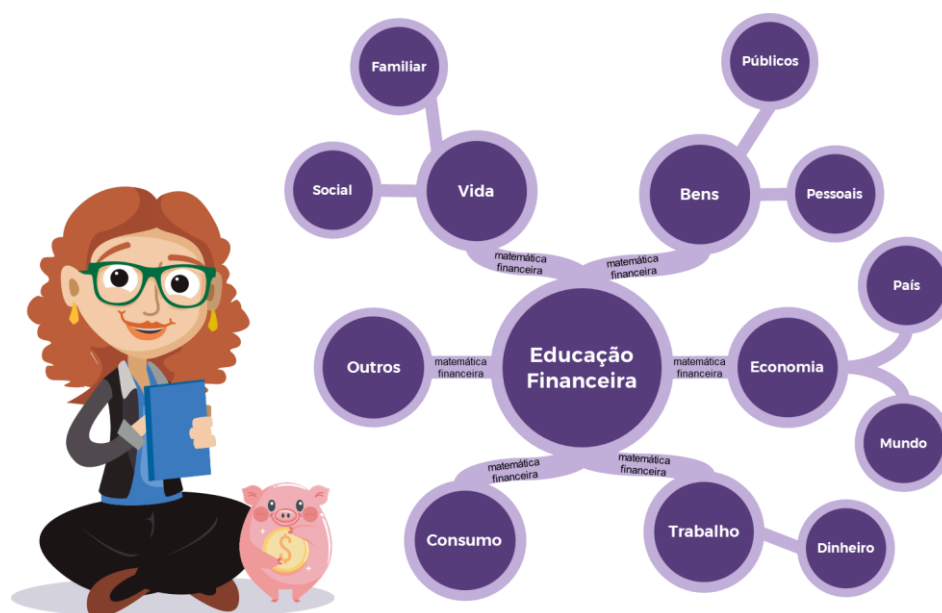 Familiar
Públicos
Social
Vida
Bens
Pessoais
matemática
financeira
matemática
financeira
País
Outros
matemática
financeira
Educação
Financeira
matemática
financeira
Economia
Mundo
matemática
financeira
matemática
financeira
Consumo
Trabalho
Dinheiro
$